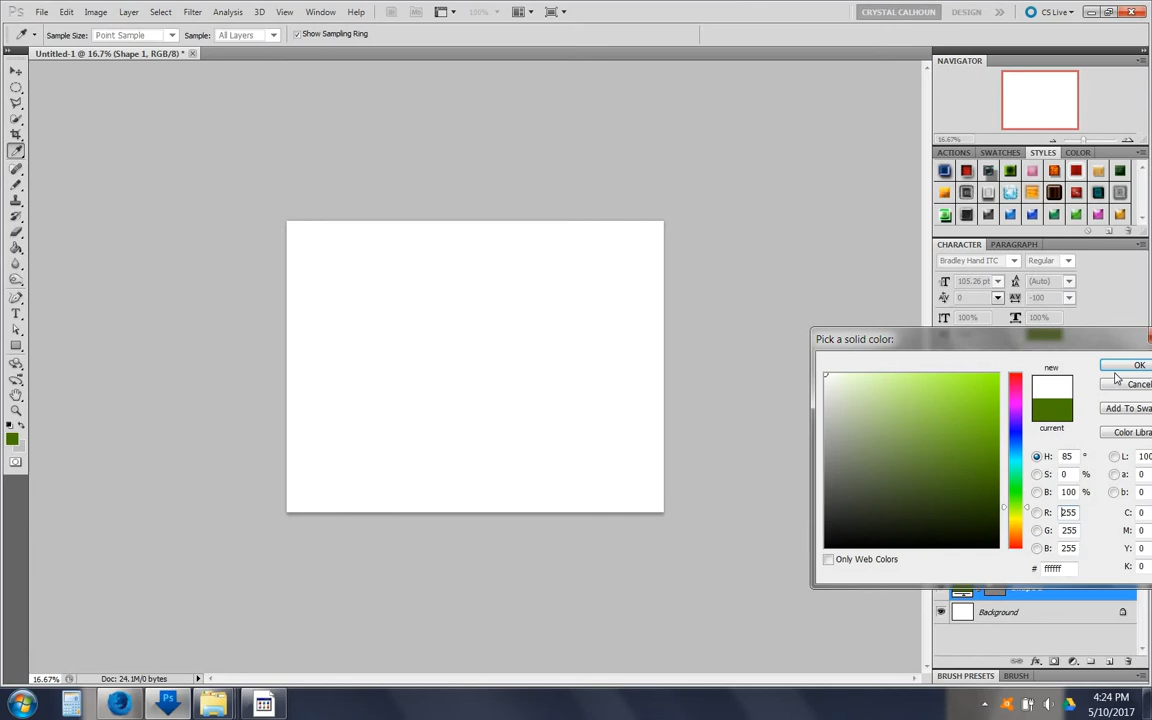 Ps File Edit Image Layer Select Filter Analysis 3D View Window Help 100% CRYSTAL CALHOUN DESIGN CS Live
Sample Size: Point Sample Sample: All Layers Show Sampling Ring
Untitled-1 @ 16.7% (Shape 1, RGB/8) *
NAVIGATOR
16.67%
ACTIONS SWATCHES STYLES COLOR
CHARACTER PARAGRAPH
Bradley Hand ITC Regular
105.26 pt (Auto)
0 -100
100% 100%
Pick a solid color:
new
OK
Cancel
Add To Swa
current
Color Libra
H: 85 ° L: 100
S: 0 % a: 0
B: 100 % b: 0
R: 255 C: 0
G: 255 M: 0
B: 255 Y: 0
Only Web Colors
# ffffff K: 0
Background
16.67% Doc: 24.1M/0 bytes
BRUSH PRESETS BRUSH
Ps
4:24 PM
5/10/2017